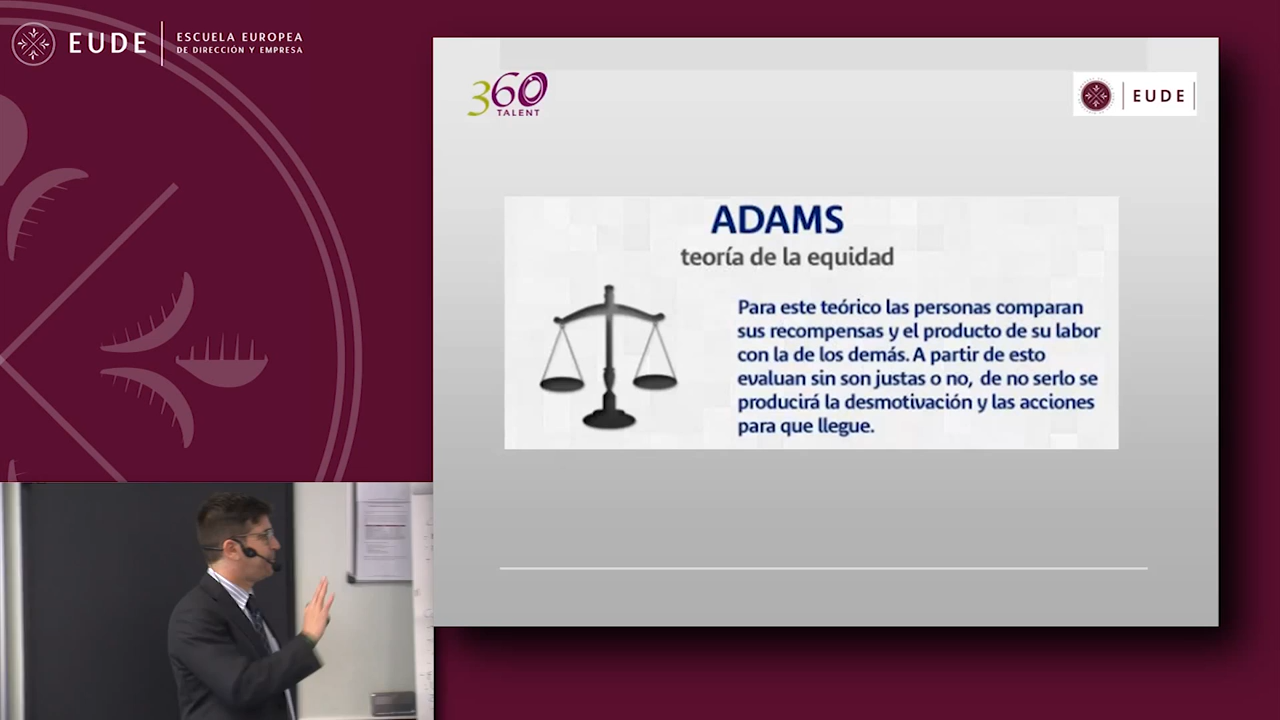 EUDE
ESCUELA EUROPEA
DE DIRECCIÓN Y EMPRESA
360
TALENT
EUDE
ADAMS
teoría de la equidad
Para este teórico las personas comparan
sus recompensas y el producto de su labor
con la de los demás. A partir de esto
evaluan sin son justas o no, de no serlo se
producirá la desmotivación y las acciones
para que llegue.